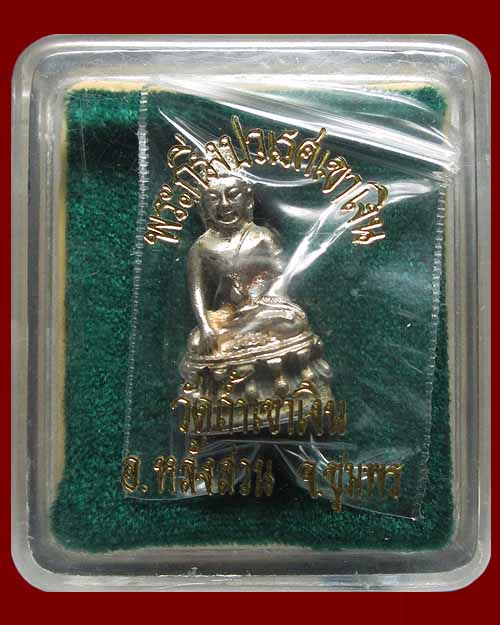 พระกริ่งปวเรศเขาเงิน
วัดถ้ำเขาเงิน
อ.หลังสวน จ.ชุมพร